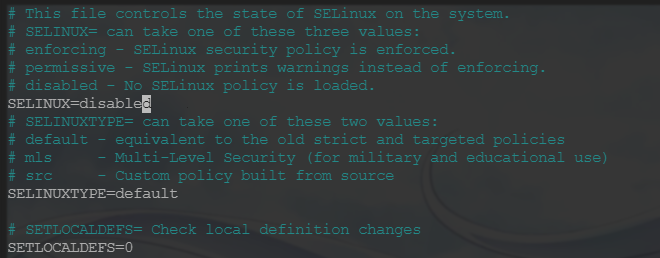 # This file controls the state of SELinux on the system.
# SELINUX= can take one of these three values:
# enforcing - SELinux security policy is enforced.
# permissive - SELinux prints warnings instead of enforcing.
# disabled - No SELinux policy is loaded.
SELINUX=disabled
# SELINUXTYPE= can take one of these two values:
# default - equivalent to the old strict and targeted policies
# mls     - Multi-Level Security (for military and educational use)
# src     - Custom policy built from source
SELINUXTYPE=default
# SETLOCALDEFS= Check local definition changes
SETLOCALDEFS=0